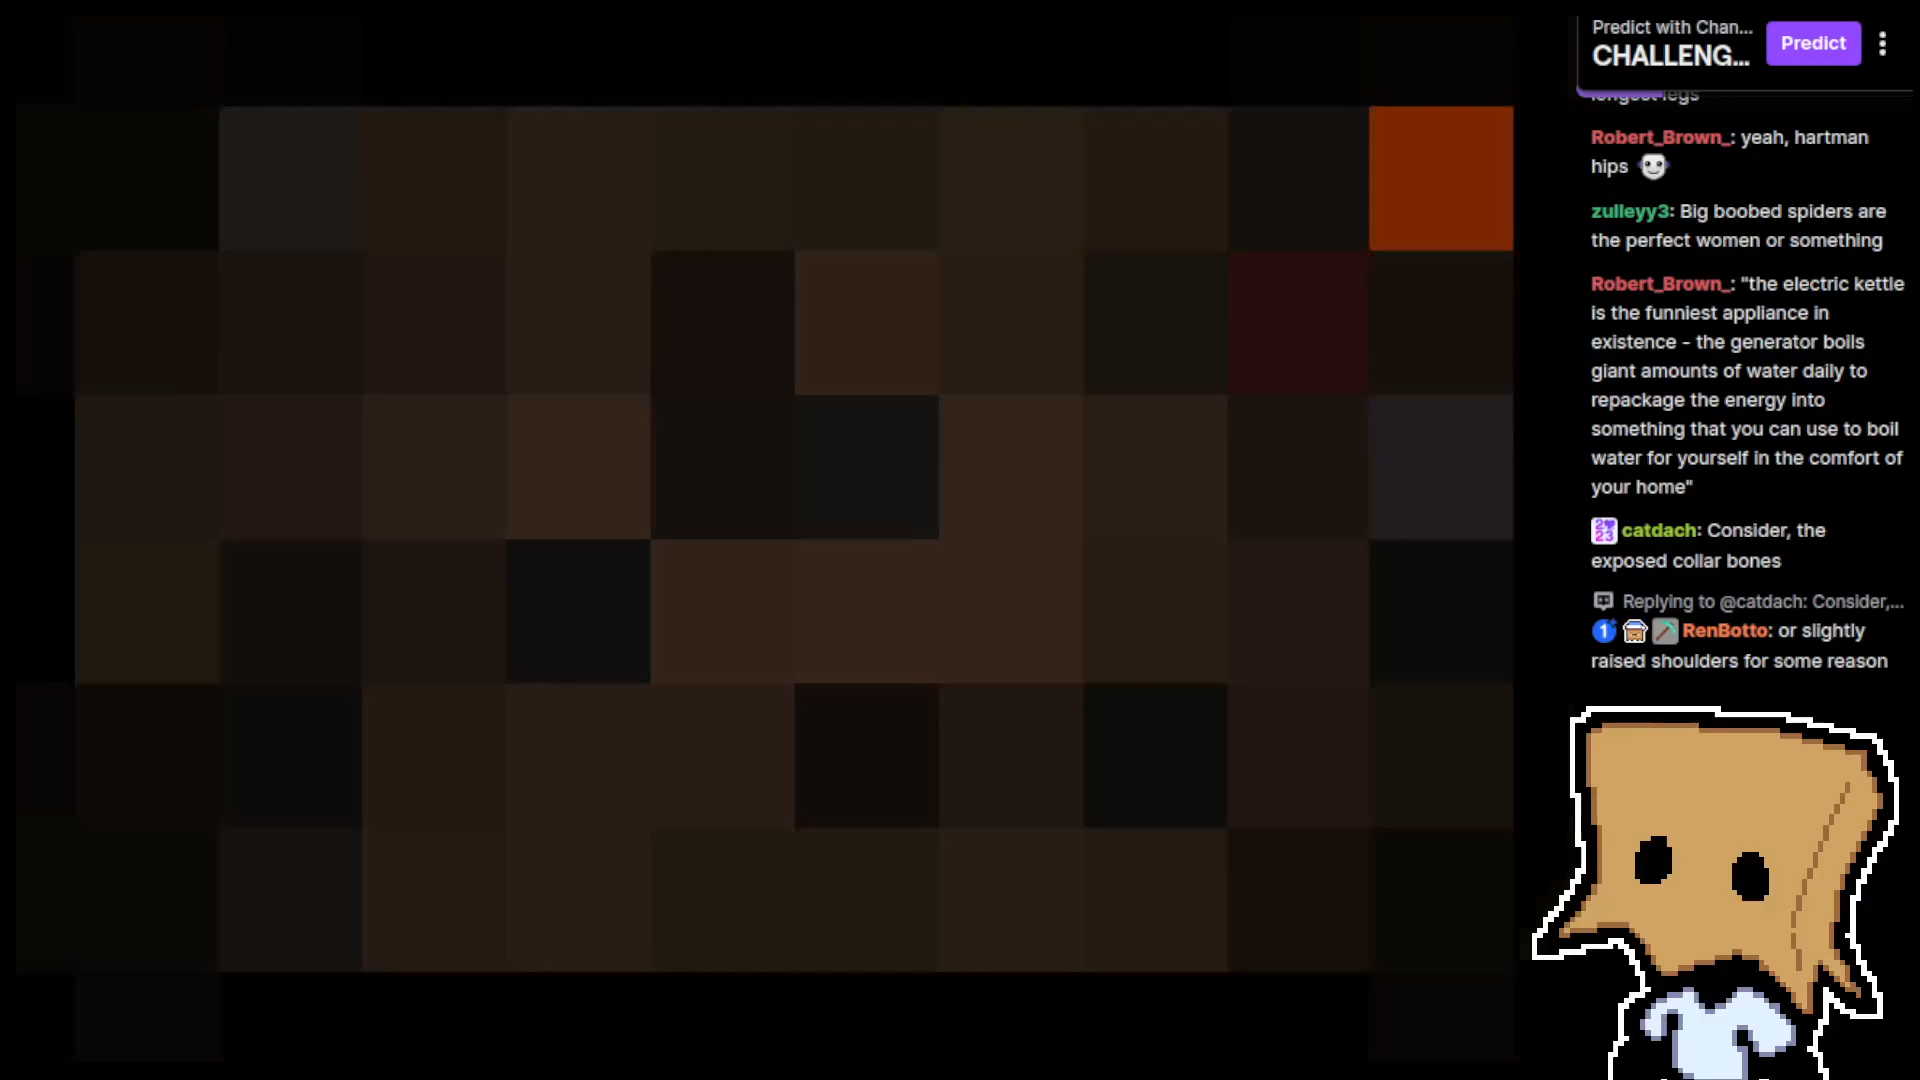 Predict with Chan...
CHALLENG...
Predict
longest legs
Robert_Brown_: yeah, hartman
hips
zulleyy3: Big boobed spiders are
the perfect women or something
Robert_Brown_: "the electric kettle
is the funniest appliance in
existence - the generator boils
giant amounts of water daily to
repackage the energy into
something that you can use to boil
water for yourself in the comfort of
your home"
2023 catdach: Consider, the
exposed collar bones
Replying to @catdach: Consider,...
1 RenBotto: or slightly
raised shoulders for some reason